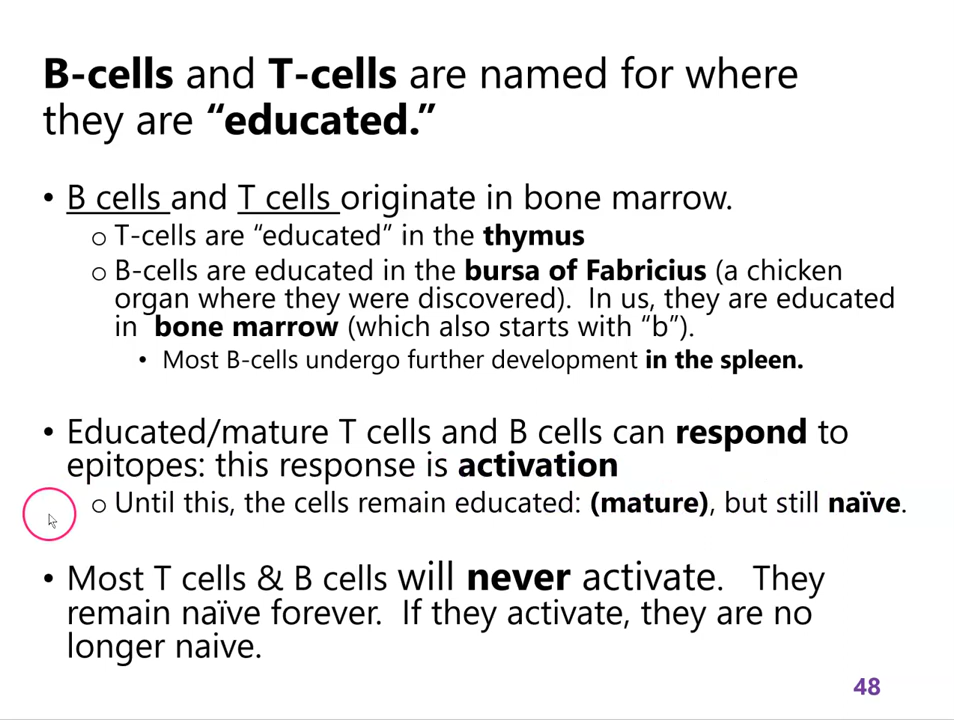 B-cells and T-cells are named for where
they are “educated.”
• B cells and T cells originate in bone marrow.
o T-cells are “educated” in the thymus
o B-cells are educated in the bursa of Fabricius (a chicken
organ where they were discovered). In us, they are educated
in bone marrow (which also starts with “b”).
• Most B-cells undergo further development in the spleen.
• Educated/mature T cells and B cells can respond to
epitopes: this response is activation
o Until this, the cells remain educated: (mature), but still naïve.
• Most T cells & B cells will never activate. They
remain naïve forever. If they activate, they are no
longer naive.
48